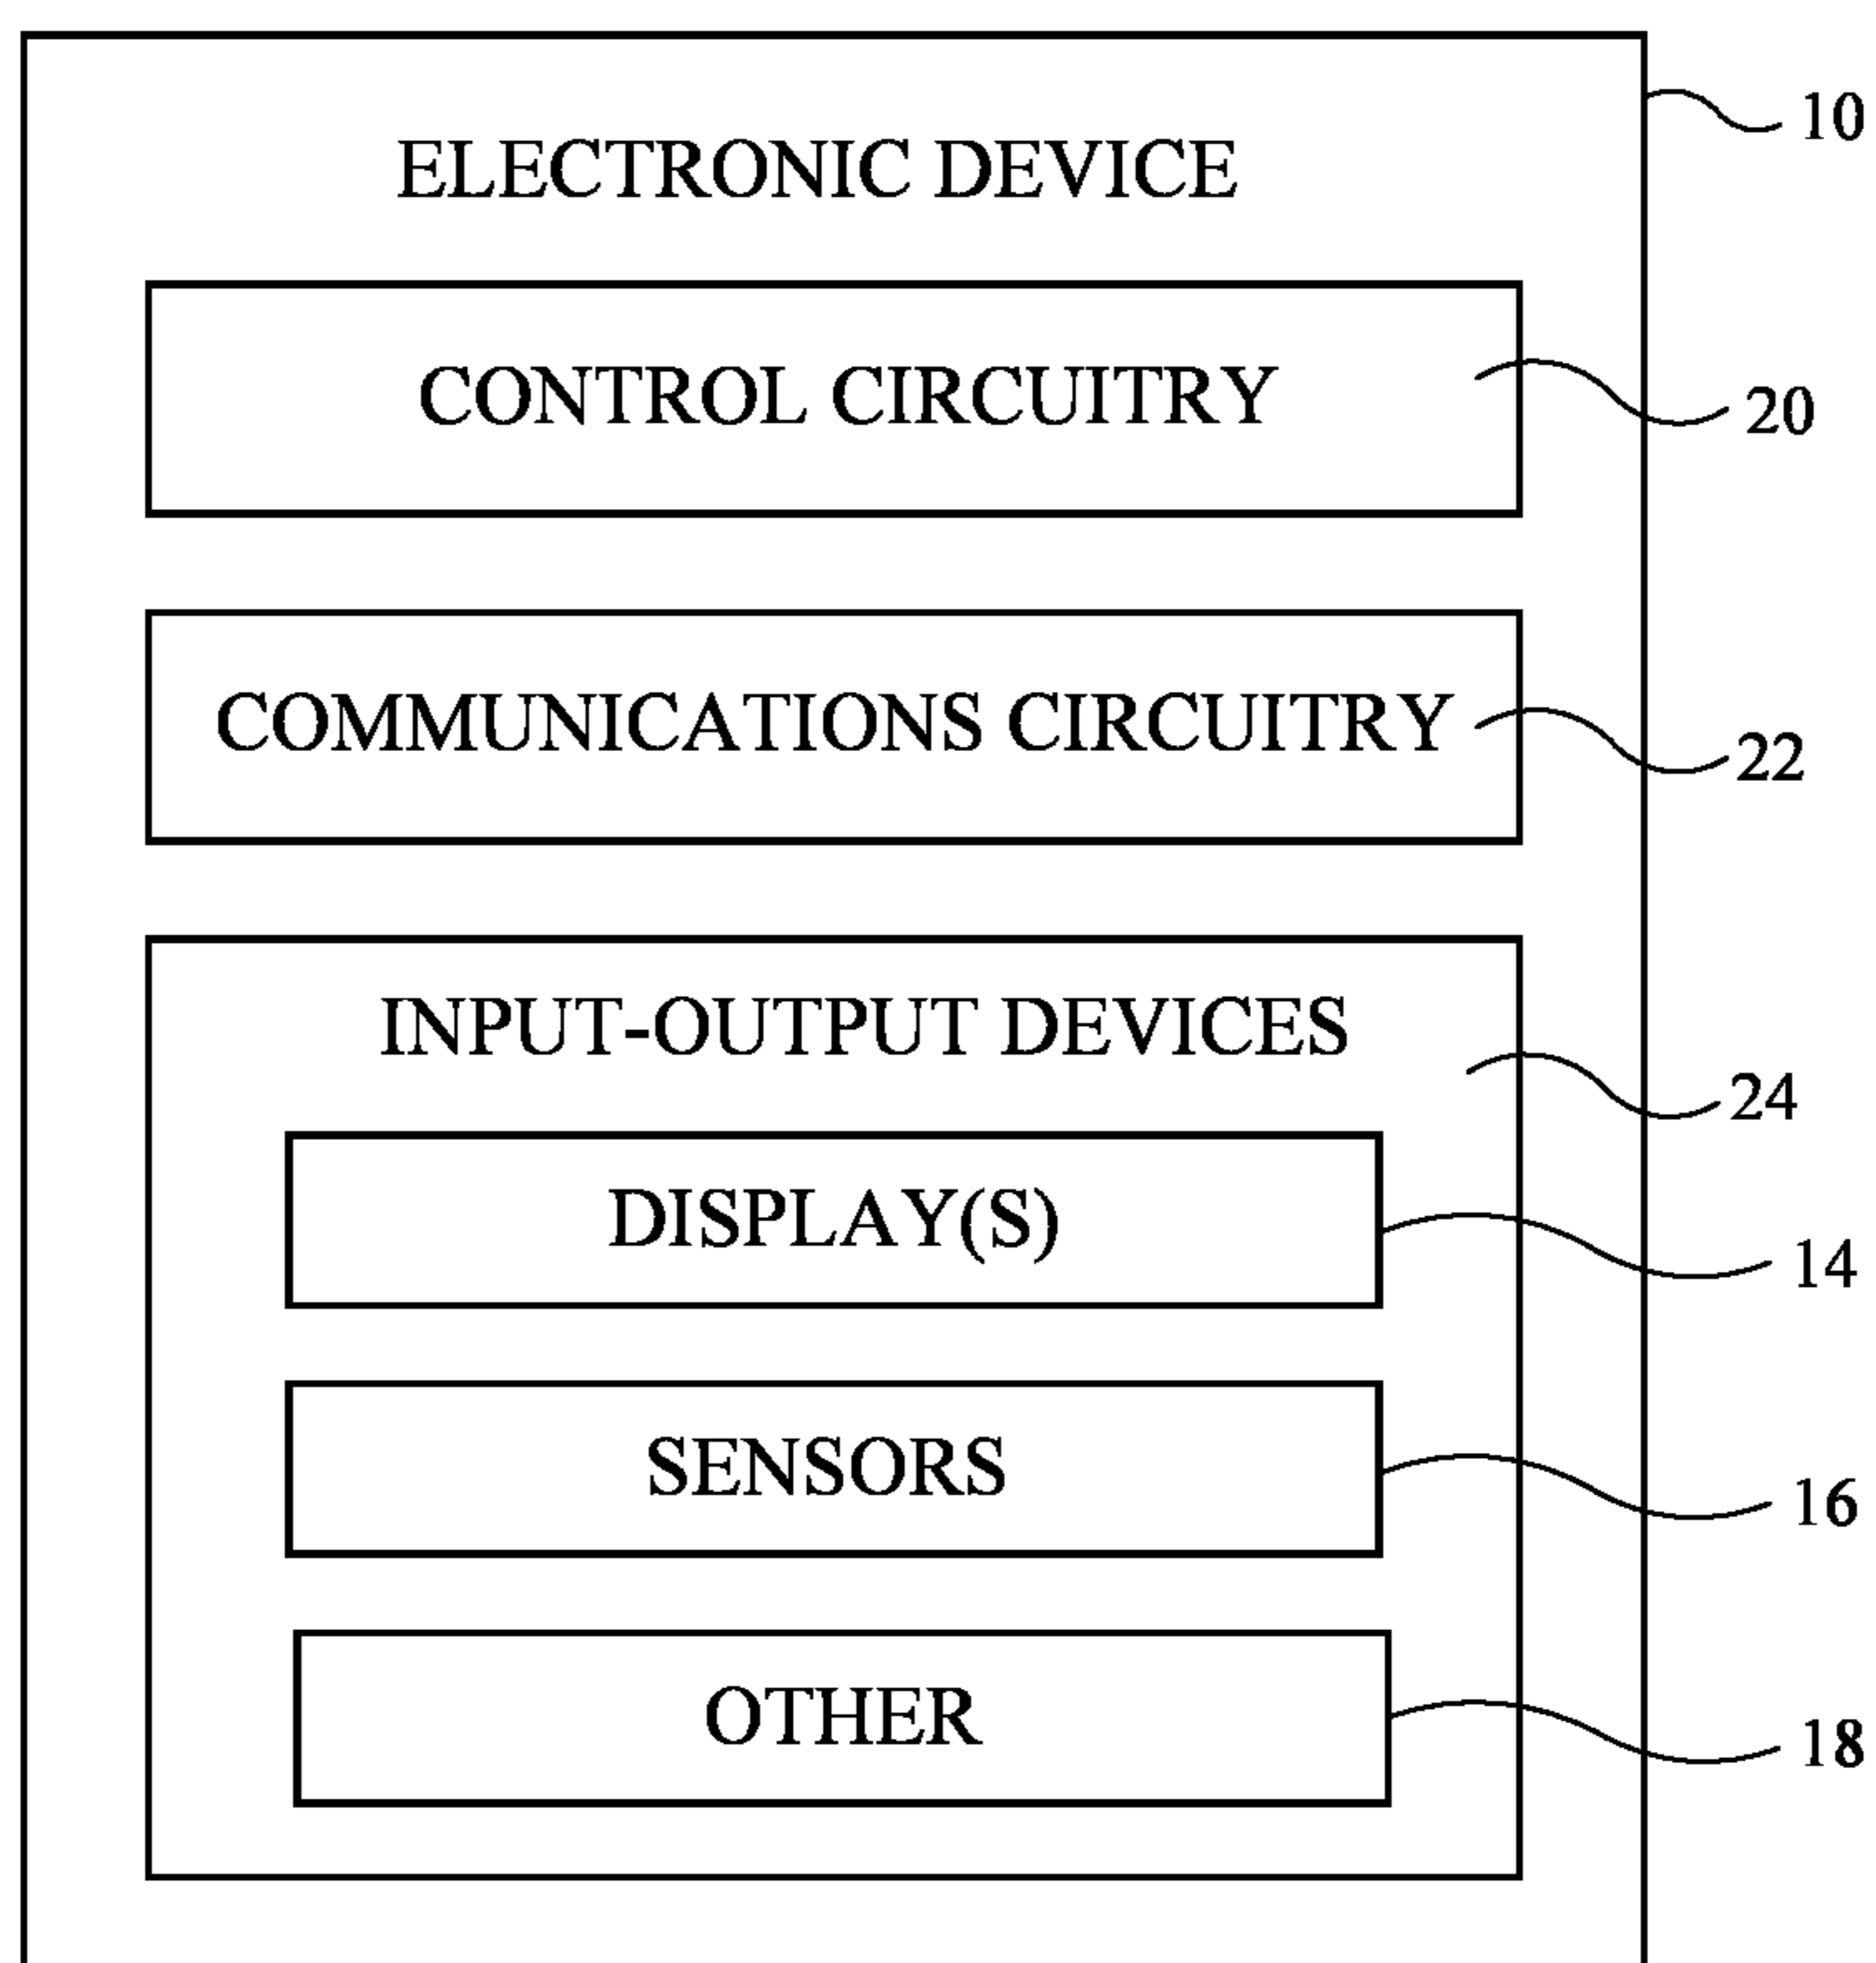 ELECTRONIC DEVICE
10
CONTROL CIRCUITRY
20
COMMUNICATIONS CIRCUITRY
22
INPUT-OUTPUT DEVICES
24
DISPLAY(S)
14
SENSORS
16
OTHER
18